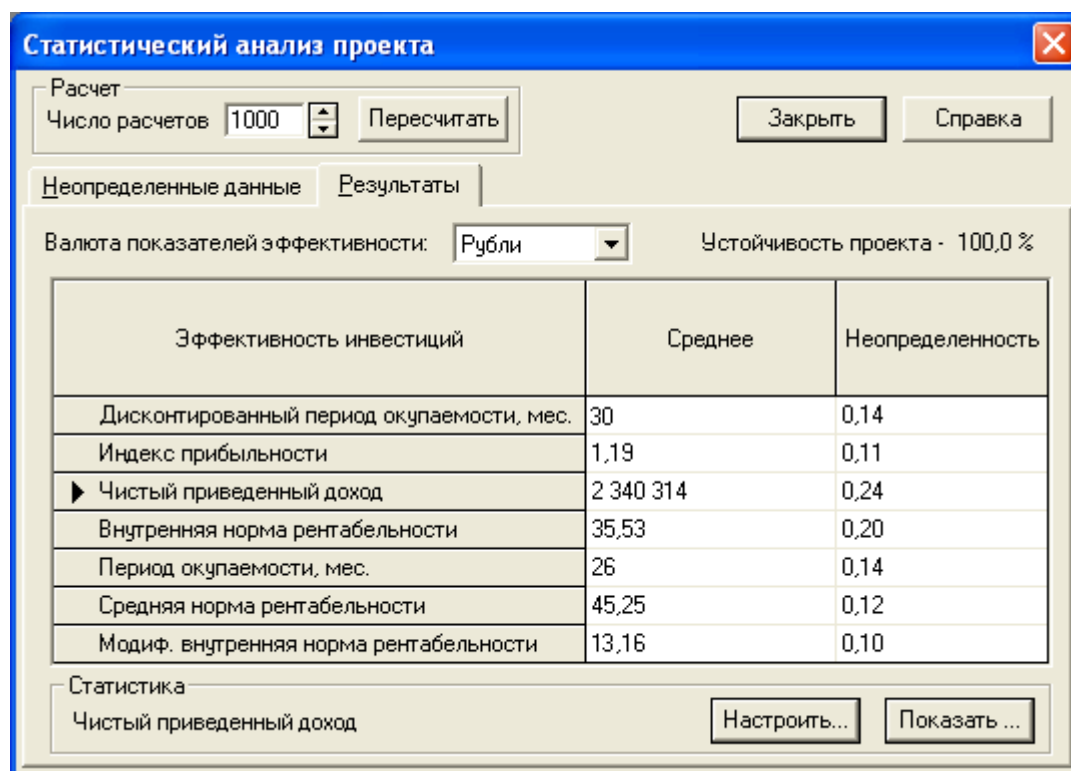 Статистический анализ проекта
Расчет
Число расчетов 1000 Пересчитать Закрыть Справка
Неопределенные данные Результаты
Валюта показателей эффективности: Рубли Устойчивость проекта - 100,0 %
Эффективность инвестиций Среднее Неопределенность
Дисконтированный период окупаемости, мес. 30 0,14
Индекс прибыльности 1,19 0,11
Чистый приведенный доход 2 340 314 0,24
Внутренняя норма рентабельности 35,53 0,20
Период окупаемости, мес. 26 0,14
Средняя норма рентабельности 45,25 0,12
Модиф. внутренняя норма рентабельности 13,16 0,10
Статистика
Чистый приведенный доход Настроить... Показать ...